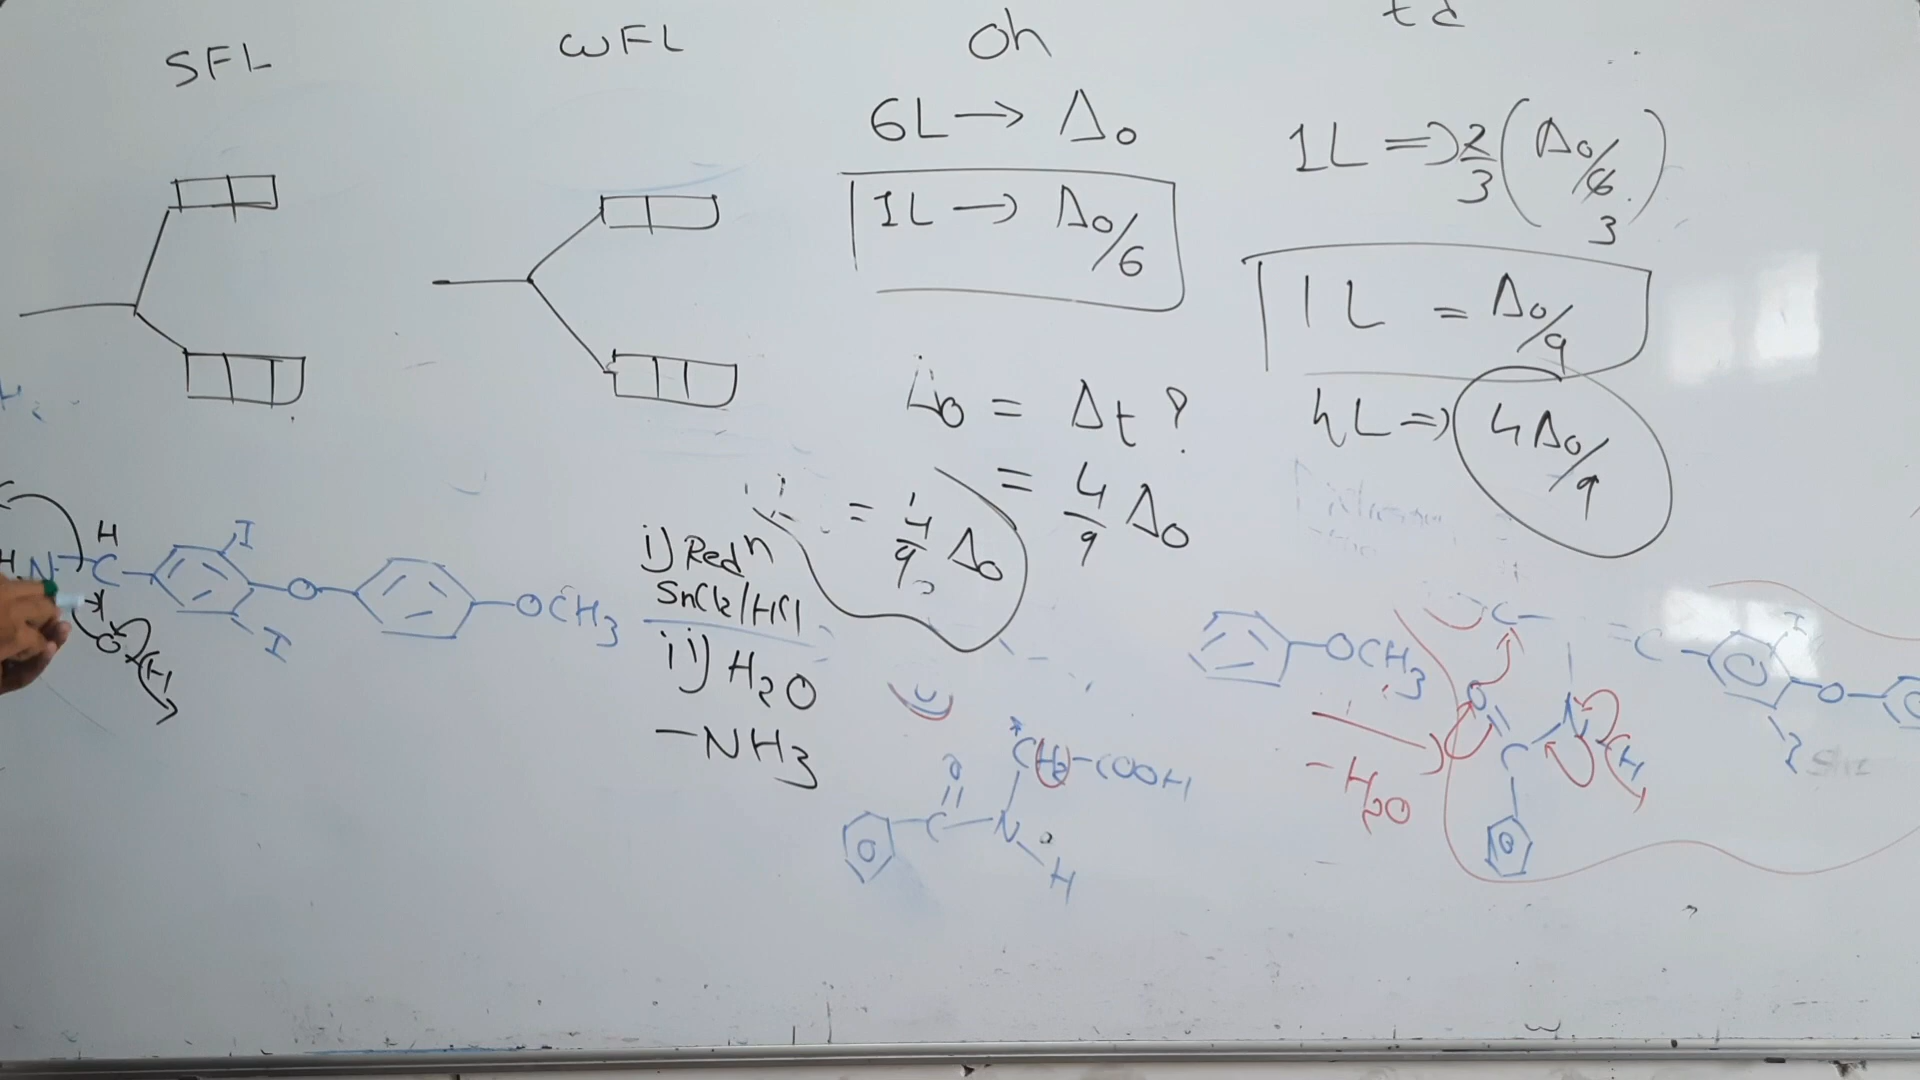 SFL
WFL
Oh
td
6L → Δo
1L → Δo/6
1L ⇒ 2/3 (Δo/6 3)
1L = Δo/9
4L ⇒ 4Δo/9
Δo = Δt ?
= 4/9 Δo
= 4/9 Δo
H
N C
I
O
OCH3
I
O
H
i) Redn
SnCl2/HCl
ii) H2O
-NH3
CH2-COOH
O
C N
H
OCH3
-H2O
C
C
I
O
O
N
C
H